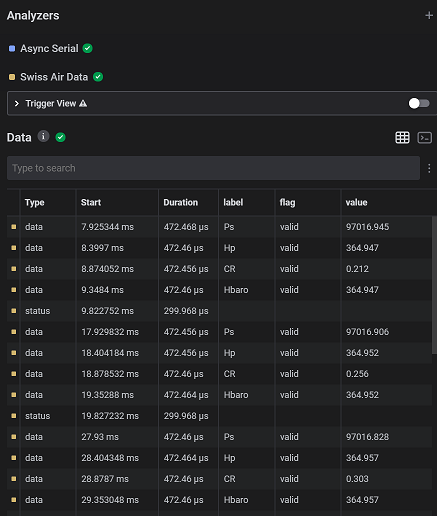 Analyzers
Async Serial
Swiss Air Data
Trigger View
Data
Type to search
Type Start Duration label flag value
data 7.925344 ms 472.468 µs Ps valid 97016.945
data 8.3997 ms 472.46 µs Hp valid 364.947
data 8.874052 ms 472.456 µs CR valid 0.212
data 9.3484 ms 472.46 µs Hbaro valid 364.947
status 9.822752 ms 299.968 µs
data 17.929832 ms 472.456 µs Ps valid 97016.906
data 18.404184 ms 472.456 µs Hp valid 364.952
data 18.878532 ms 472.46 µs CR valid 0.256
data 19.35288 ms 472.464 µs Hbaro valid 364.952
status 19.827232 ms 299.968 µs
data 27.93 ms 472.46 µs Ps valid 97016.828
data 28.404348 ms 472.464 µs Hp valid 364.957
data 28.8787 ms 472.46 µs CR valid 0.303
data 29.353048 ms 472.46 µs Hbaro valid 364.957